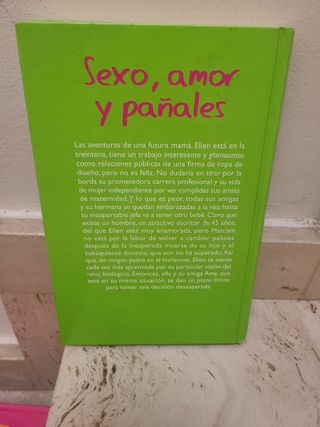 Sexo, amor
y pañales
Las aventuras de una futura mamá. Ellen está en la
treintena, tiene un trabajo interesante y glamouroso
como relaciones públicas de una firma de ropa de
diseño, pero no es feliz. No dudaría en tirar por la
borda su prometedora carrera profesional y su vida
de mujer independiente por ver cumplidas sus ansias
de maternidad. Y lo que es peor, todas sus amigas
y su hermana se quedan embarazadas a la vez; hasta
su insoportable jefa va a tener otro bebé. Claro que
existe un hombre, un atractivo escritor de 45 años,
del que Ellen está muy enamorada, pero Malcom
no está por la labor de volver a cambiar pañales
después de la inesperada muerte de su hijo y el
subsiguiente divorcio, que aún no ha superado. Así
que, sin ningún padre en el horizonte, Ellen se siente
cada vez más apremiada por su particular visión del
reloj biológico. Entonces, ella y su amiga Amy, que
está en su misma situación, se dan un plazo límite
para tomar una decisión desesperada.